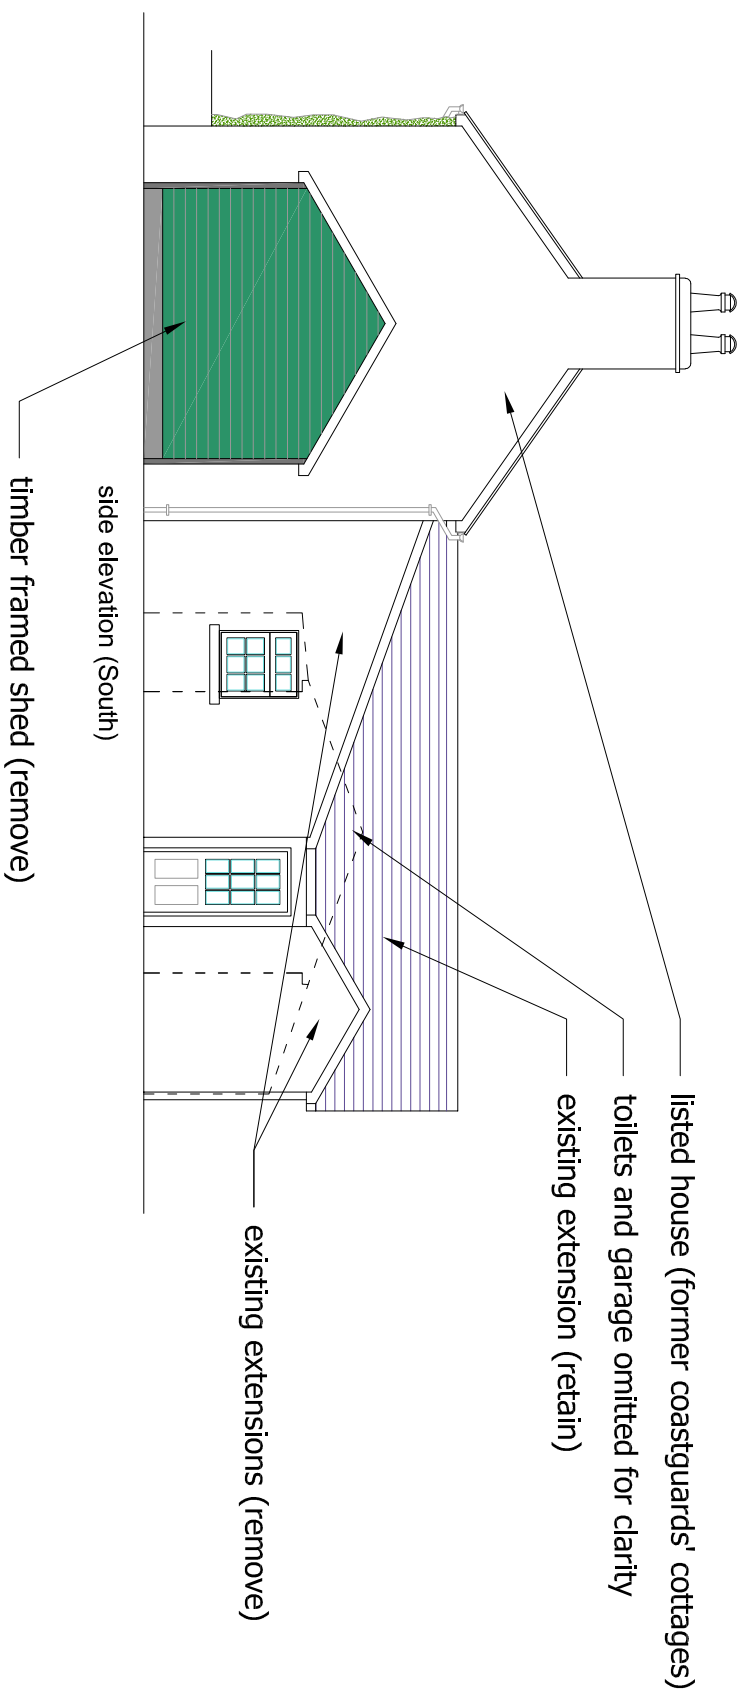 listed house (former coastguards' cottages)
toilets and garage omitted for clarity
existing extension (retain)
existing extensions (remove)
side elevation (South)
timber framed shed (remove)